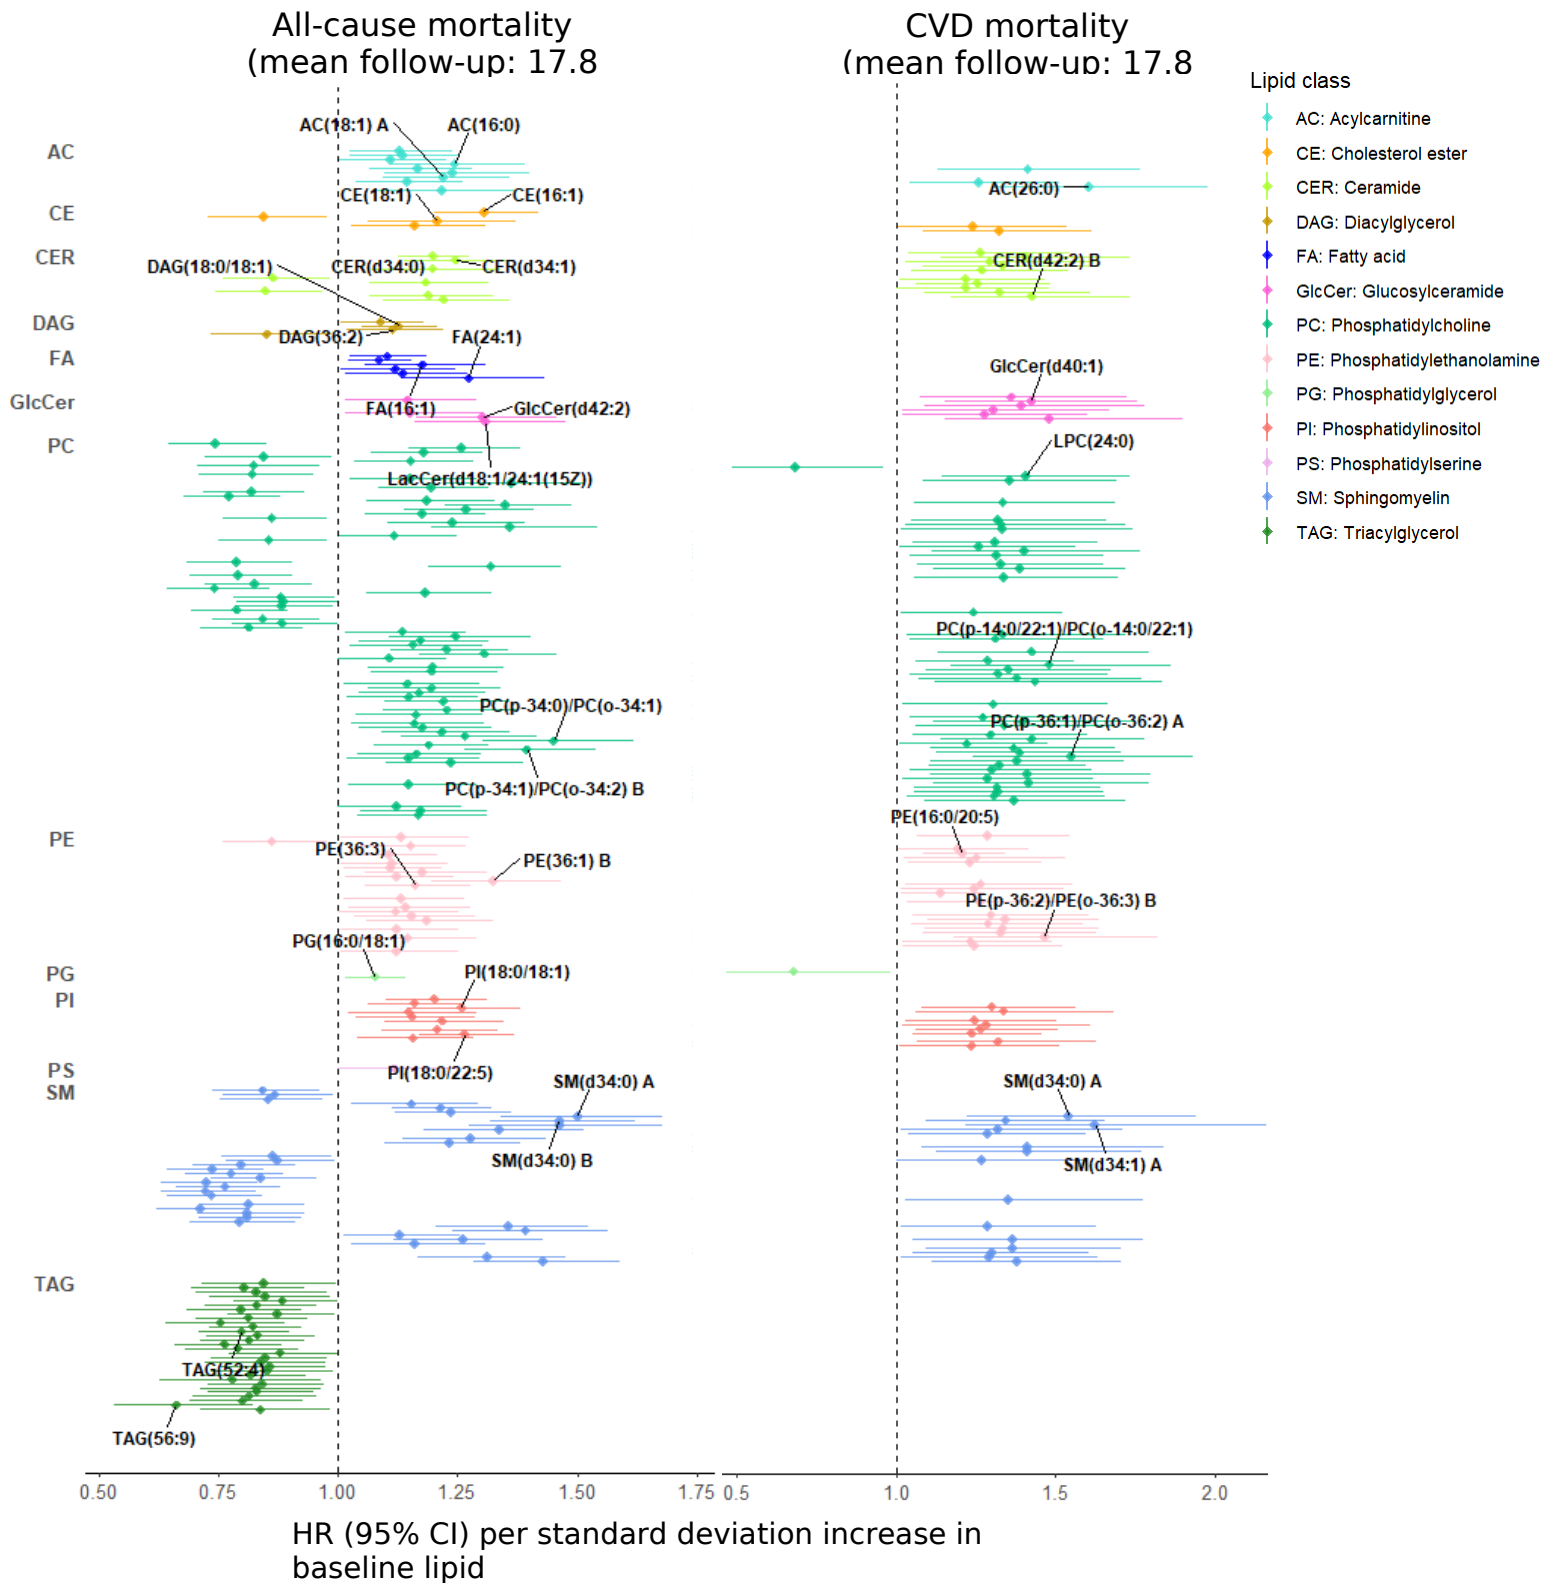 All-cause mortality
(mean follow-up: 17.8
CVD mortality
(mean follow-up: 17.8
Lipid class
AC: Acylcarnitine
CE: Cholesterol ester
CER: Ceramide
DAG: Diacylglycerol
FA: Fatty acid
GlcCer: Glucosylceramide
PC: Phosphatidylcholine
PE: Phosphatidylethanolamine
PG: Phosphatidylglycerol
PI: Phosphatidylinositol
PS: Phosphatidylserine
SM: Sphingomyelin
TAG: Triacylglycerol
AC
CE
CER
DAG
FA
GlcCer
PC
PE
PG
PI
PS
SM
TAG
AC(18:1) A
AC(16:0)
CE(18:1)
CE(16:1)
DAG(18:0/18:1)
CER(d34:0)
CER(d34:1)
DAG(36:2)
FA(24:1)
FA(16:1)
GlcCer(d42:2)
LacCer(d18:1/24:1(15Z))
PC(p-34:0)/PC(o-34:1)
PC(p-34:1)/PC(o-34:2) B
PE(36:3)
PE(36:1) B
PG(16:0/18:1)
PI(18:0/18:1)
PI(18:0/22:5)
SM(d34:0) A
SM(d34:0) B
TAG(52:4)
TAG(56:9)
AC(26:0)
CER(d42:2) B
GlcCer(d40:1)
LPC(24:0)
PC(p-14:0/22:1)/PC(o-14:0/22:1)
PC(p-36:1)/PC(o-36:2) A
PE(16:0/20:5)
PE(p-36:2)/PE(o-36:3) B
SM(d34:0) A
SM(d34:1) A
0.50 0.75 1.00 1.25 1.50 1.75
0.5 1.0 1.5 2.0
HR (95% CI) per standard deviation increase in
baseline lipid